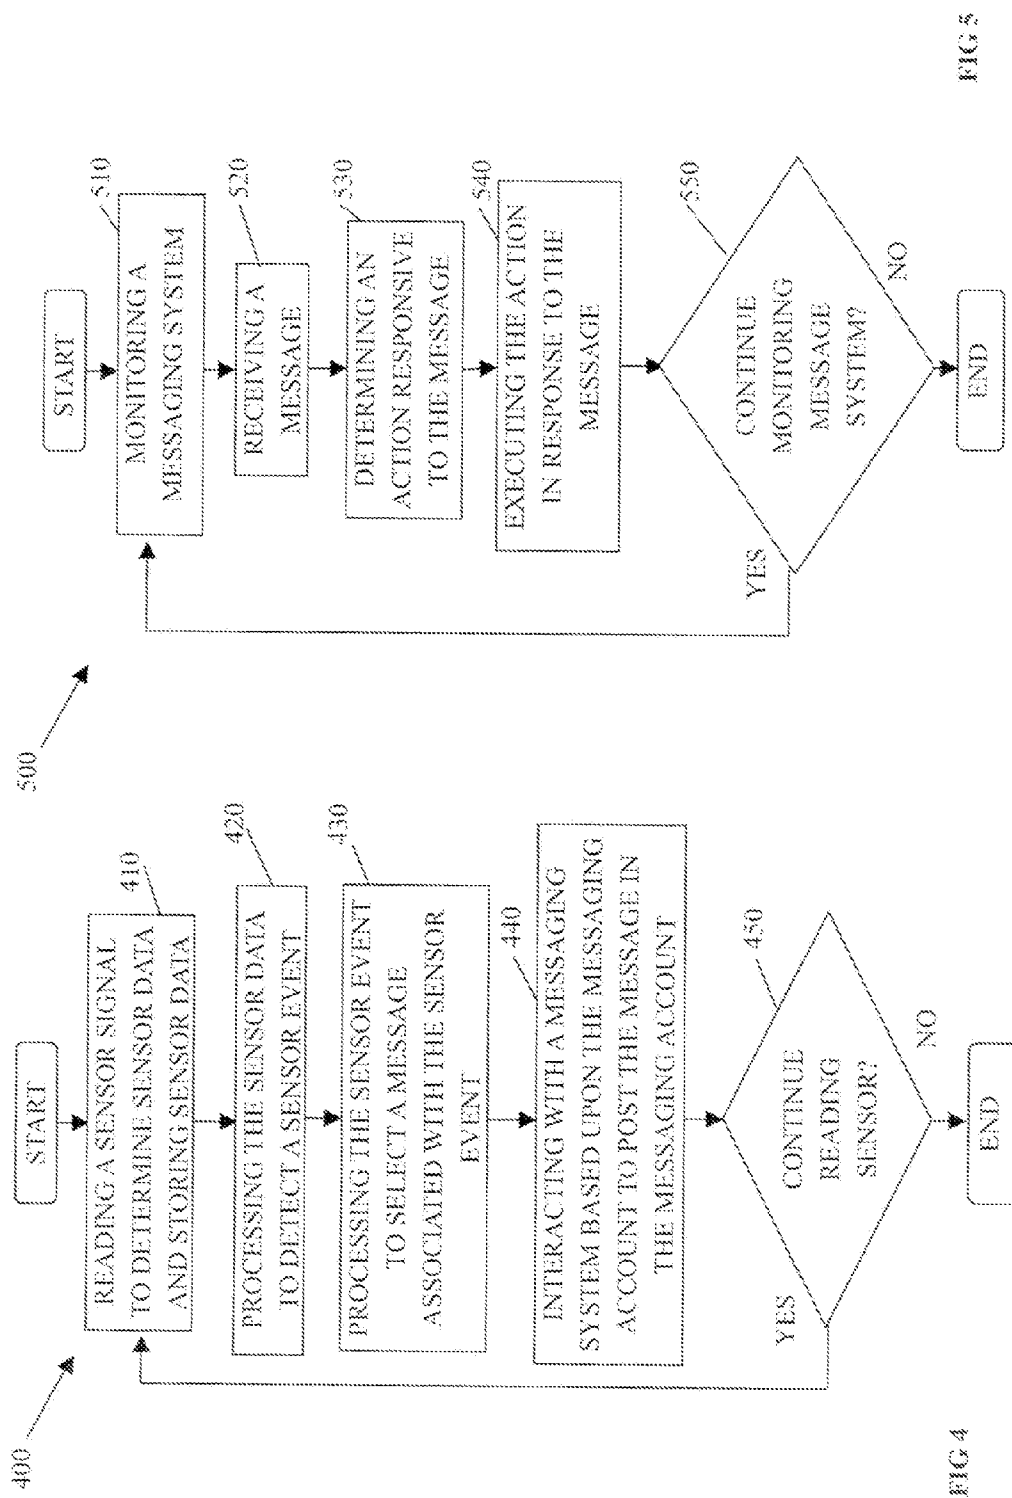 400
START
READING A SENSOR SIGNAL
TO DETERMINE SENSOR DATA
AND STORING SENSOR DATA
410
PROCESSING THE SENSOR DATA
TO DETECT A SENSOR EVENT
420
PROCESSING THE SENSOR EVENT
TO SELECT A MESSAGE
ASSOCIATED WITH THE SENSOR
EVENT
430
INTERACTING WITH A MESSAGING
SYSTEM BASED UPON THE MESSAGING
ACCOUNT TO POST THE MESSAGE IN
THE MESSAGING ACCOUNT
440
CONTINUE
READING
SENSOR?
450
YES
NO
END
FIG 4
500
START
MONITORING A
MESSAGING SYSTEM
510
RECEIVING A
MESSAGE
520
DETERMINING AN
ACTION RESPONSIVE
TO THE MESSAGE
530
EXECUTING THE ACTION
IN RESPONSE TO THE
MESSAGE
540
CONTINUE
MONITORING
MESSAGE
SYSTEM?
550
YES
NO
END
FIG 5